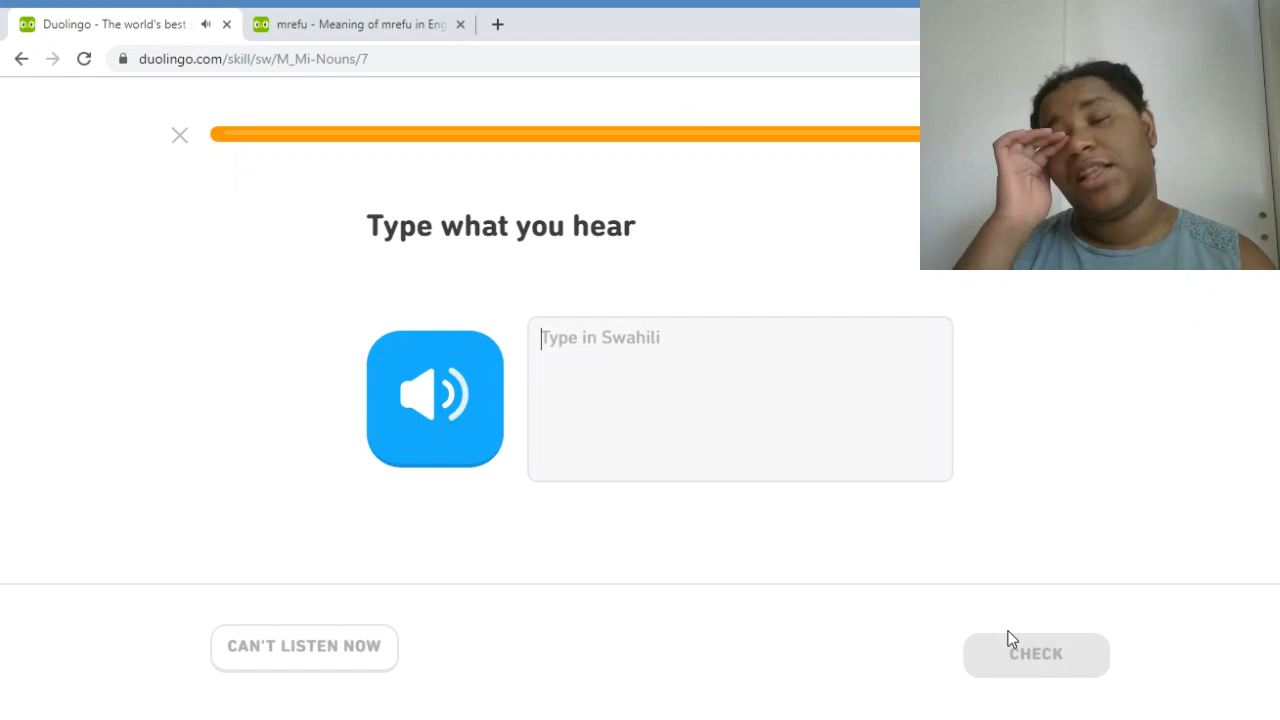 Duolingo - The world's best
mrefu - Meaning of mrefu in Eng
duolingo.com/skill/sw/M_Mi-Nouns/7
Type what you hear
Type in Swahili
CAN'T LISTEN NOW
CHECK